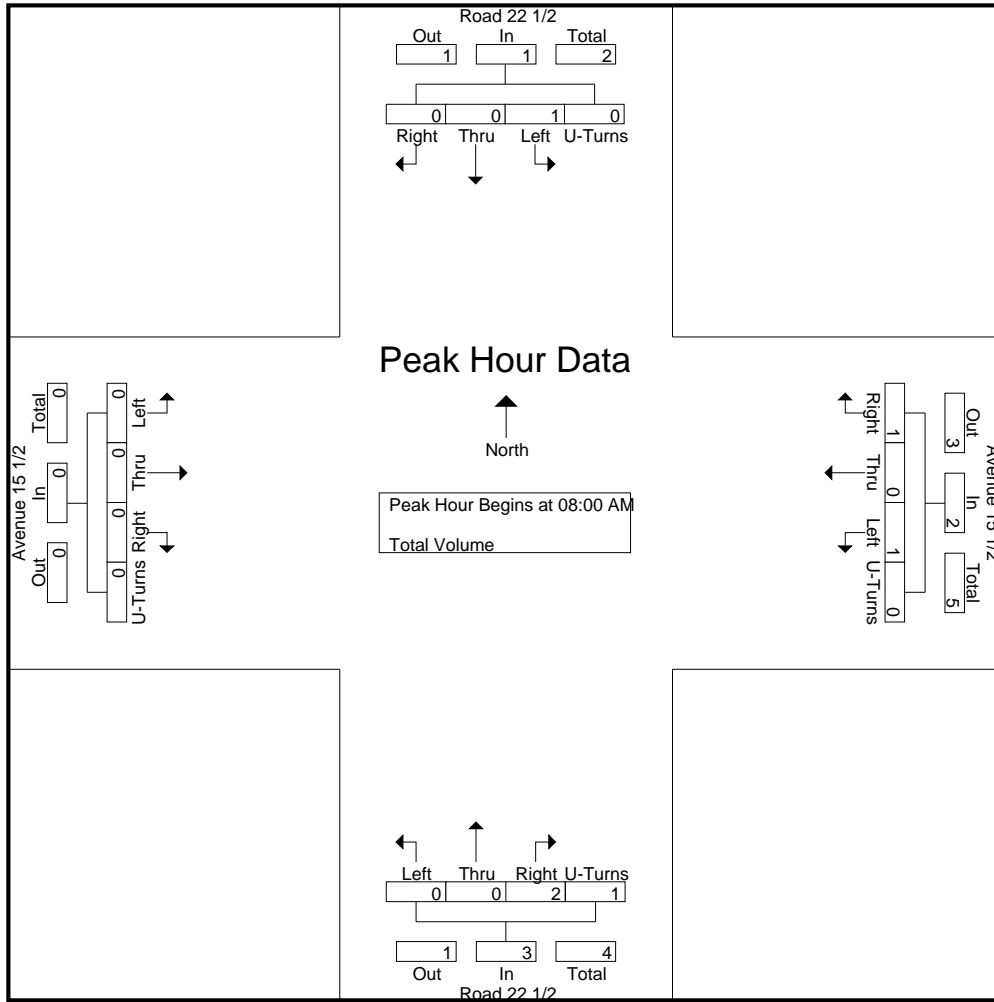 Road 22 1/2
Out In Total
1 1 2
0 0 1 0
Right Thru Left U-Turns
Peak Hour Data
North
Peak Hour Begins at 08:00 AM
Total Volume
Avenue 15 1/2
Total In Out
0 0 0
0 0 0 0
Left Thru Right U-Turns
Avenue 15 1/2
Out In Total
3 2 5
1 0 1 0
Right Thru Left U-Turns
Left Thru Right U-Turns
0 0 2 1
1 3 4
Out In Total
Road 22 1/2